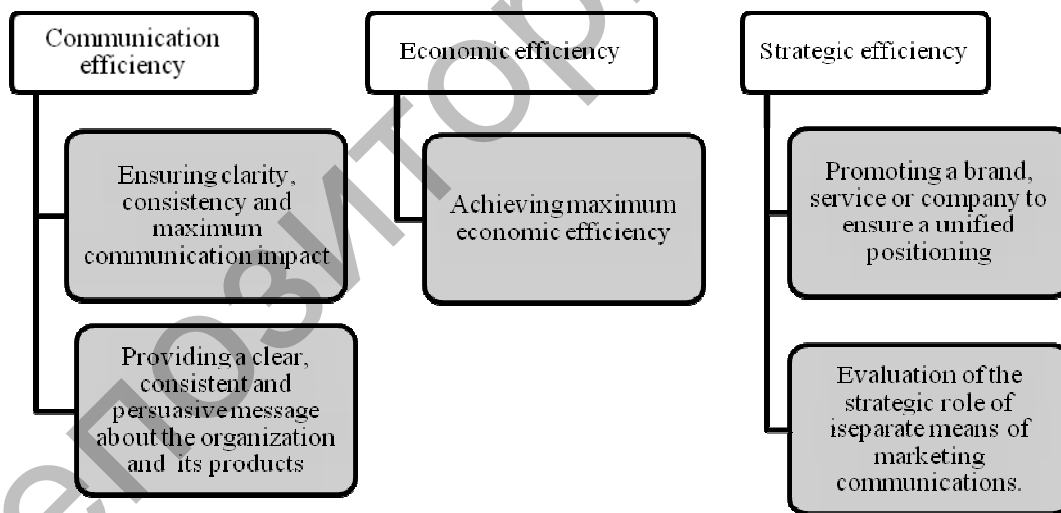 Communication
efficiency
Ensuring clarity,
consistency and
maximum
communication impact
Providing a clear,
consistent and
persuasive message
about the organization
and its products
Economic efficiency
Achieving maximum
economic efficiency
Strategic efficiency
Promoting a brand,
service or company to
ensure a unified
positioning
Evaluation of the
strategic role of
iseparate means of
marketing
communications.
епозитор